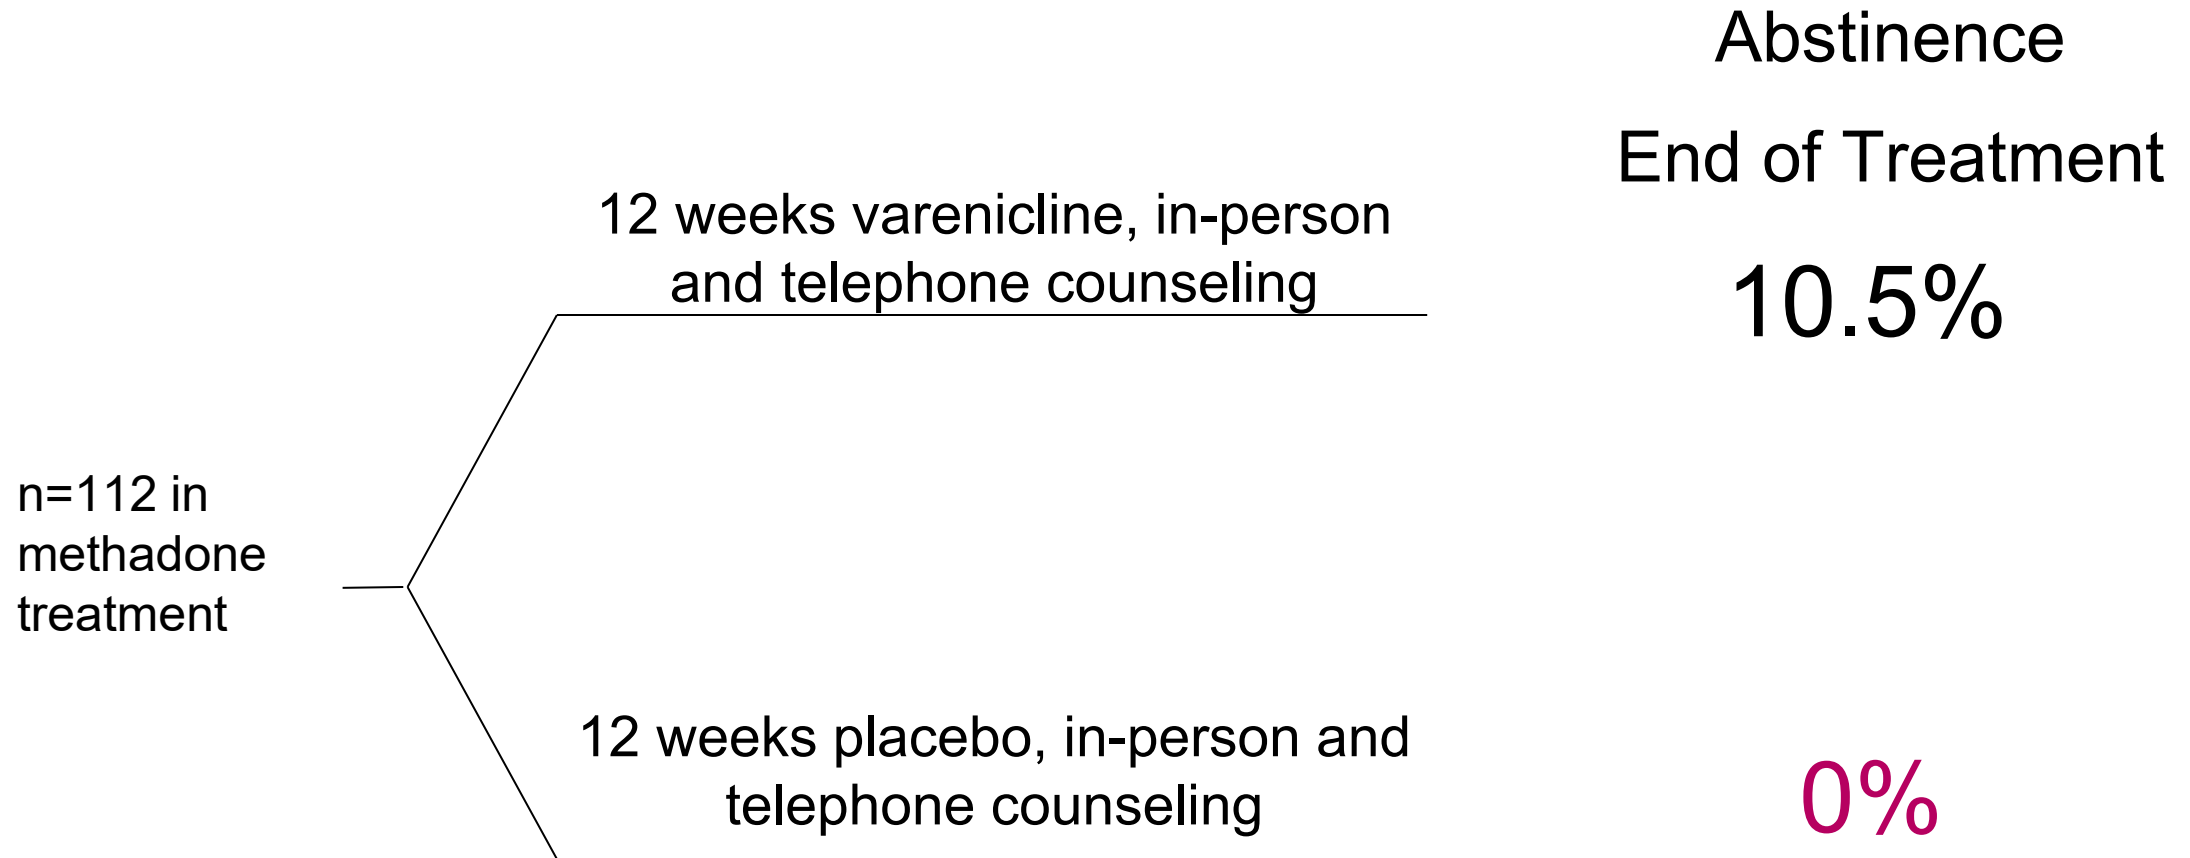 Abstinence
End of Treatment
12 weeks varenicline, in-person
and telephone counseling
10.5%
n=112 in
methadone
treatment
12 weeks placebo, in-person and
telephone counseling
0%